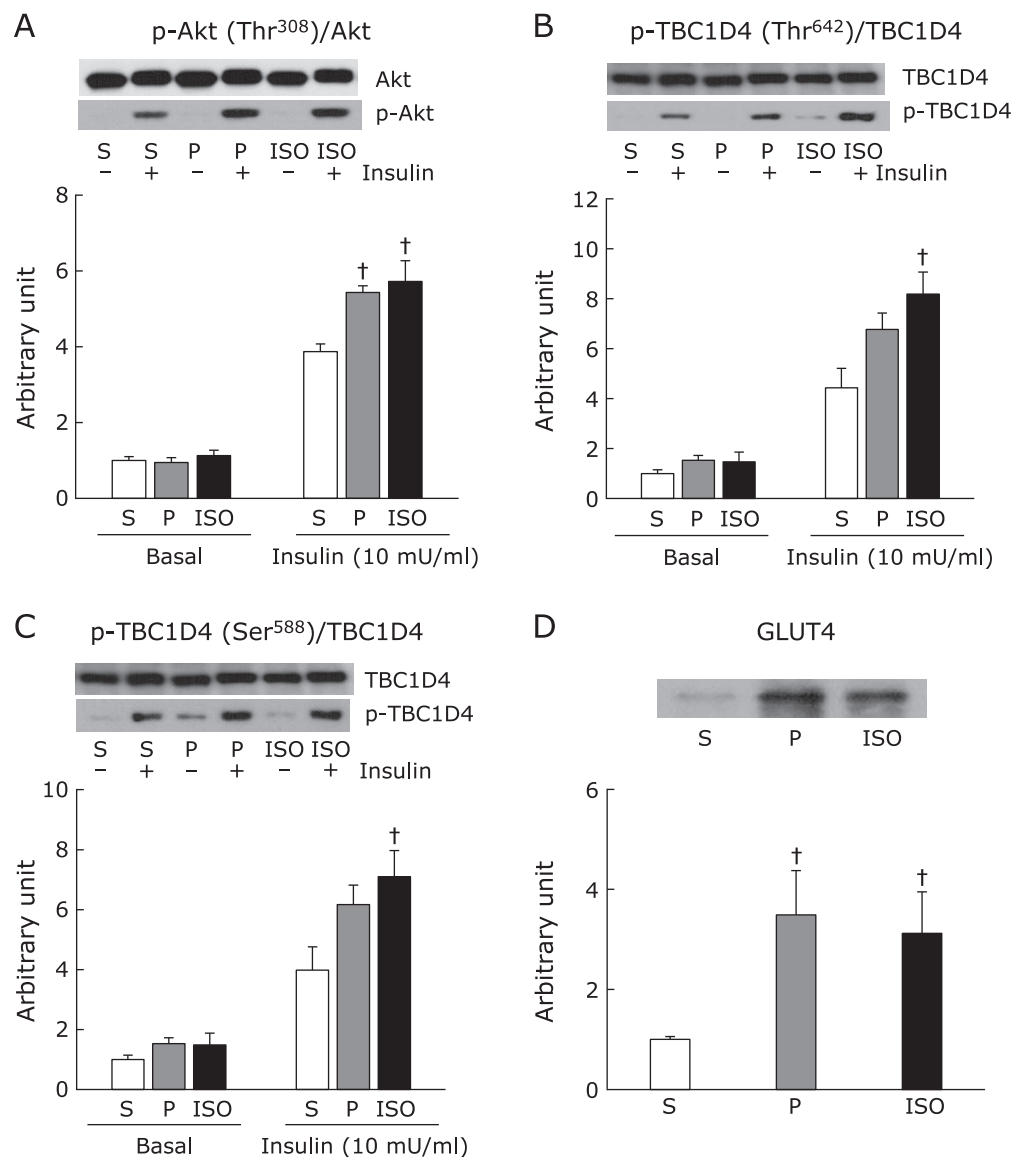 A
p-Akt (Thr308)/Akt
Akt
p-Akt
S S P P ISO ISO
– + – + – + Insulin
8
6
4
2
0
Arbitrary unit
† †
S P ISO S P ISO
Basal Insulin (10 mU/ml)
B
p-TBC1D4 (Thr642)/TBC1D4
TBC1D4
p-TBC1D4
S S P P ISO ISO
– + – + – + Insulin
12
10
8
6
4
2
0
Arbitrary unit
†
S P ISO S P ISO
Basal Insulin (10 mU/ml)
C
p-TBC1D4 (Ser588)/TBC1D4
TBC1D4
p-TBC1D4
S S P P ISO ISO
– + – + – + Insulin
10
8
6
4
2
0
Arbitrary unit
†
S P ISO S P ISO
Basal Insulin (10 mU/ml)
D
GLUT4
S P ISO
6
4
2
0
Arbitrary unit
† †
S P ISO